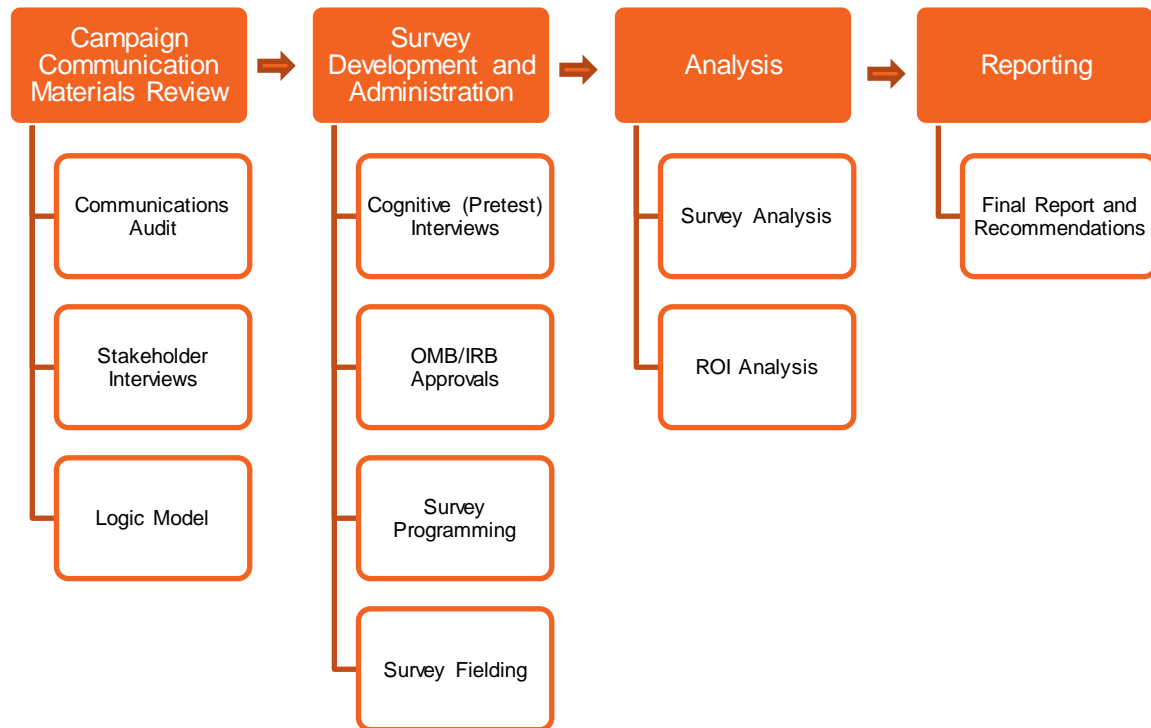 Campaign
Communication
Materials Review
Survey
Development and
Administration
Analysis
Reporting
Communications
Audit
Stakeholder
Interviews
Logic Model
Cognitive (Pretest)
Interviews
OMB/IRB
Approvals
Survey
Programming
Survey Fielding
Survey Analysis
ROI Analysis
Final Report and
Recommendations